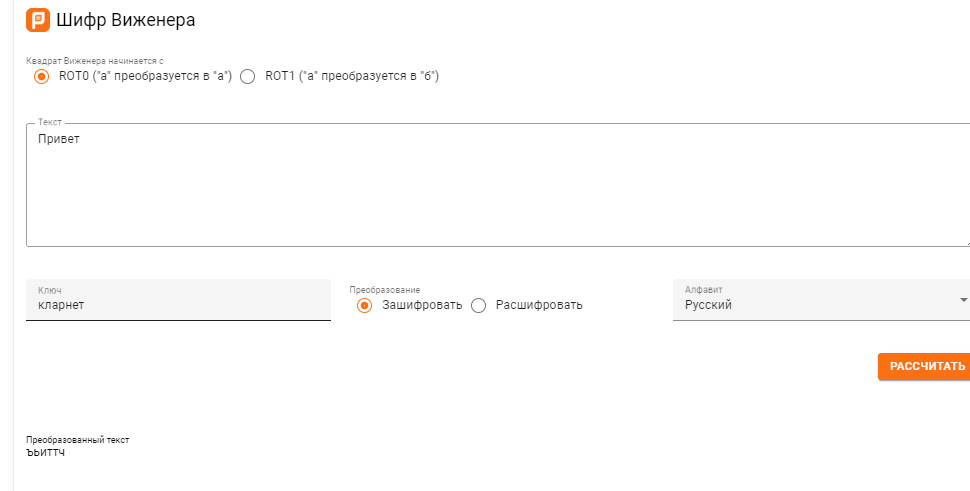 Шифр Виженера
Квадрат Виженера начинается с
ROT0 ("а" преобразуется в "а") ROT1 ("а" преобразуется в "б")
Текст
Привет
Ключ Преобразование Алфавит
кларнет Зашифровать Расшифровать Русский
РАССЧИТАТЬ
Преобразованный текст
ъьиттч